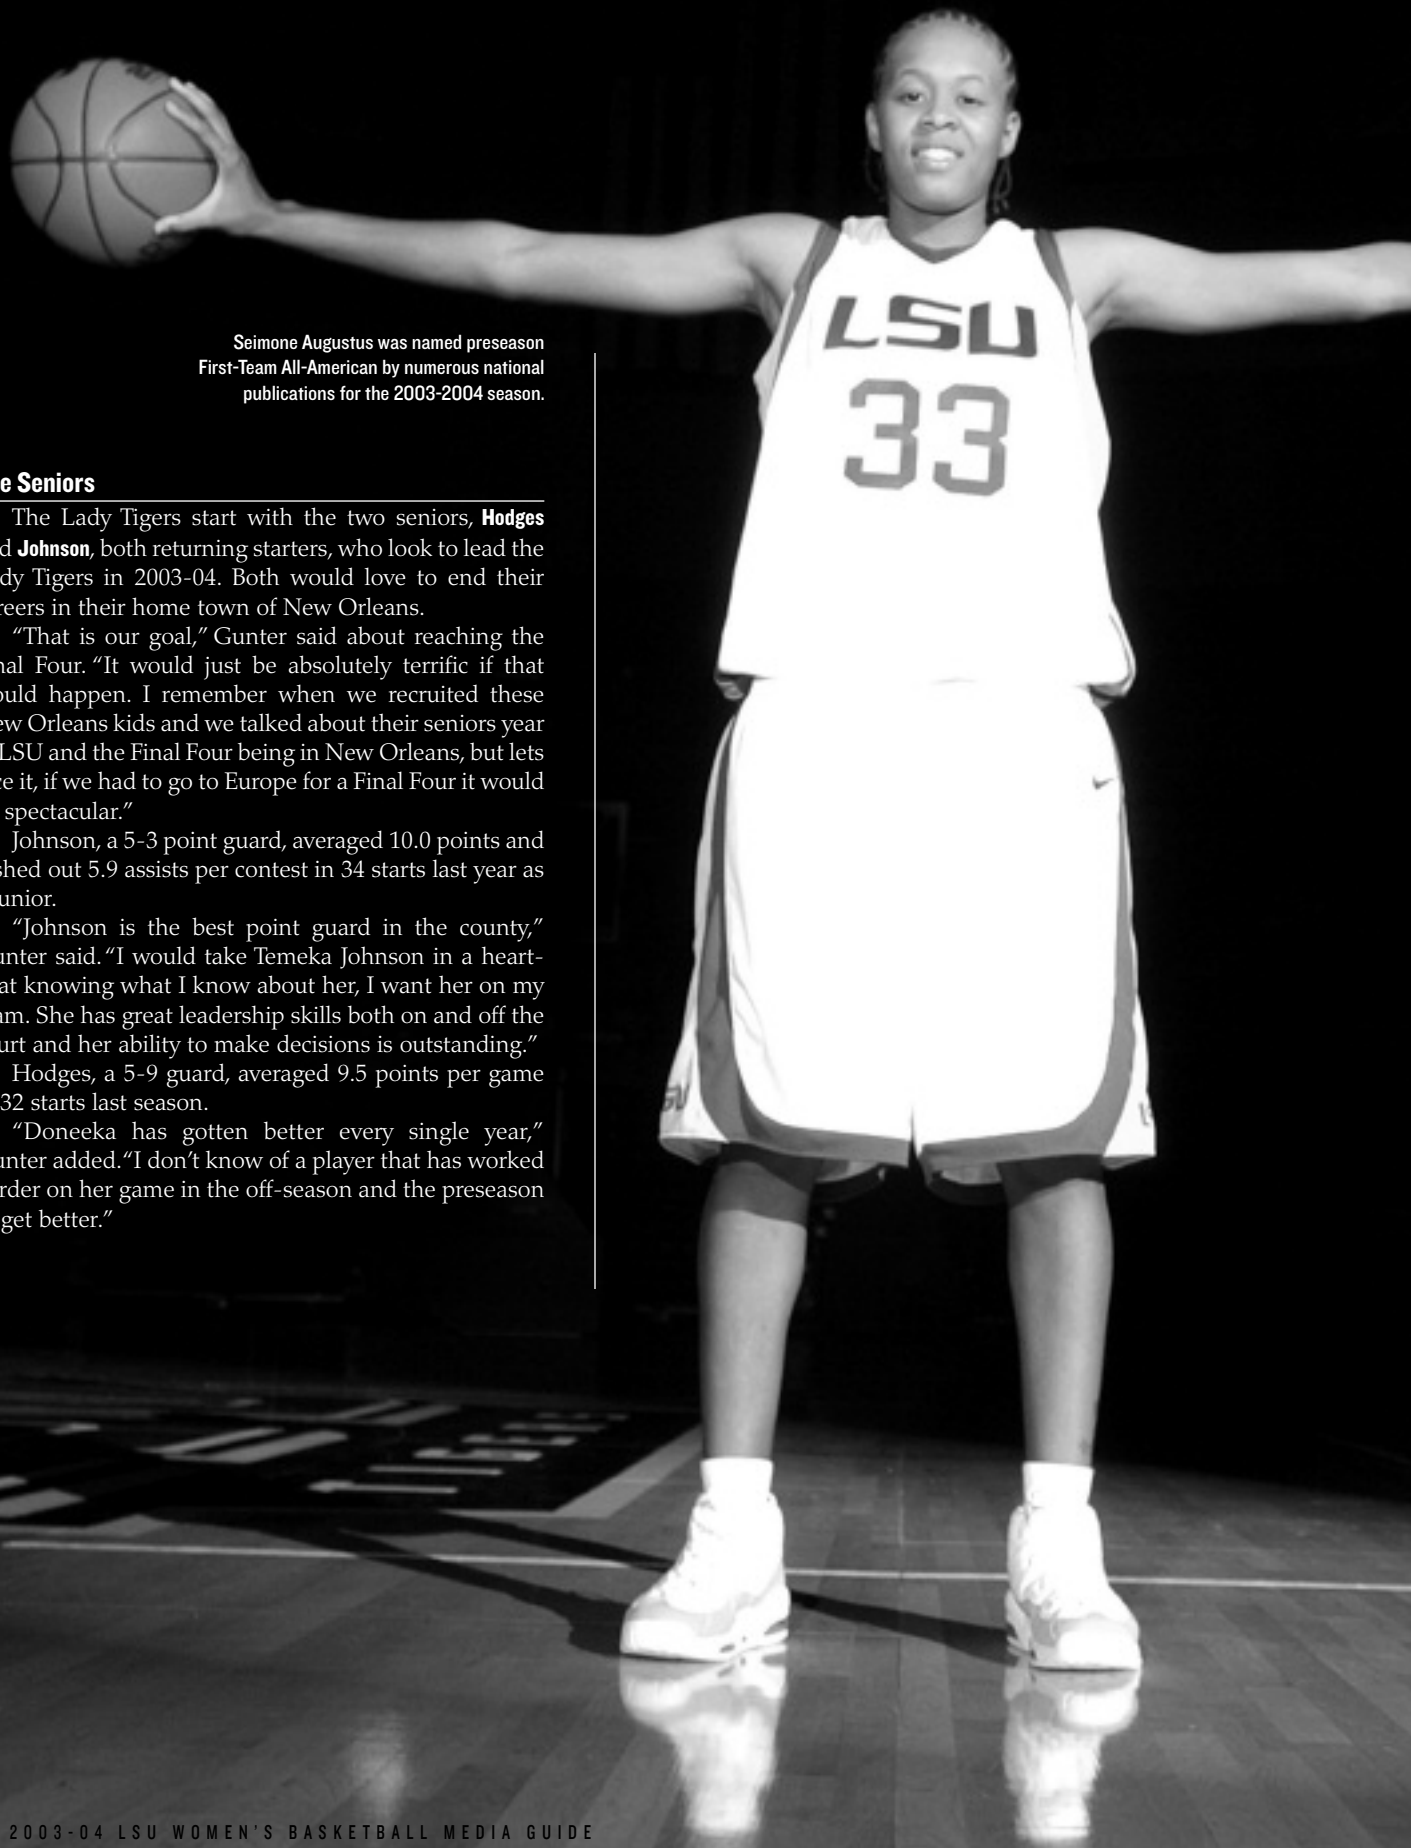 Seimone Augustus was named preseason
First-Team All-American by numerous national
publications for the 2003-2004 season.
e Seniors
The Lady Tigers start with the two seniors, Hodges
d Johnson, both returning starters, who look to lead the
dy Tigers in 2003-04. Both would love to end their
reers in their home town of New Orleans.
“That is our goal,” Gunter said about reaching the
nal Four. “It would just be absolutely terrific if that
ould happen. I remember when we recruited these
ew Orleans kids and we talked about their seniors year
LSU and the Final Four being in New Orleans, but lets
ce it, if we had to go to Europe for a Final Four it would
spectacular.”
Johnson, a 5-3 point guard, averaged 10.0 points and
shed out 5.9 assists per contest in 34 starts last year as
unior.
“Johnson is the best point guard in the county,”
unter said. “I would take Temeka Johnson in a heart-
at knowing what I know about her, I want her on my
am. She has great leadership skills both on and off the
urt and her ability to make decisions is outstanding.”
Hodges, a 5-9 guard, averaged 9.5 points per game
32 starts last season.
“Doneeka has gotten better every single year,”
unter added. “I don’t know of a player that has worked
rder on her game in the off-season and the preseason
get better.”
LSU
33
2003-04 LSU WOMEN’S BASKETBALL MEDIA GUIDE